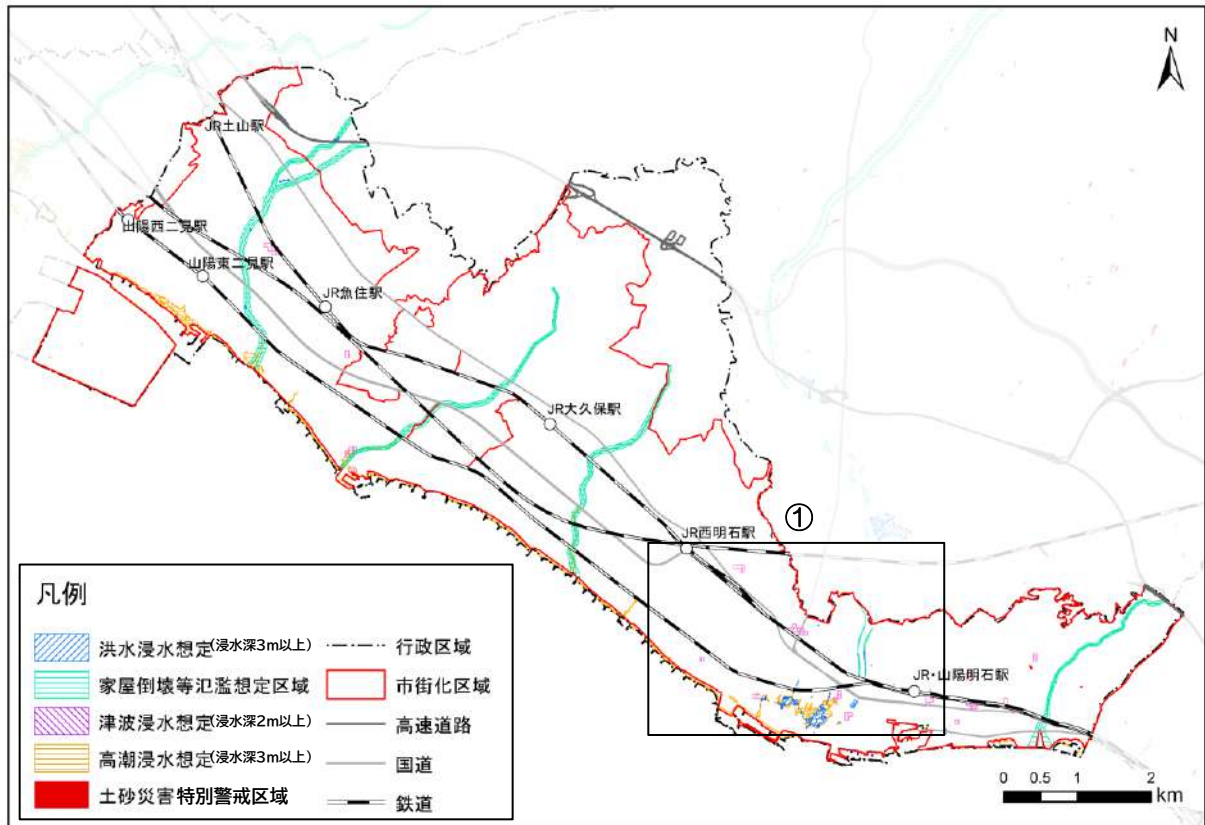 N
JR土山駅
山陽西二見駅
山陽東二見駅
JR魚住駅
JR大久保駅
①
JR西明石駅
JR・山陽明石駅
凡例
洪水浸水想定(浸水深3m以上)
家屋倒壊等氾濫想定区域
津波浸水想定(浸水深2m以上)
高潮浸水想定(浸水深3m以上)
土砂災害特別警戒区域
行政区域
市街化区域
高速道路
国道
鉄道
0 0.5 1 2
km